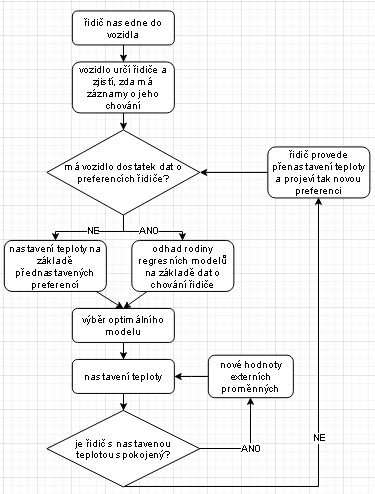 řidič nasedne do
vozidla
vozidlo určí řidiče a
zjistí, zda má
záznamy o jeho
chování
má vozidlo dostatek dat o
preferencích řidiče?
řidič provede
přenastavení teploty
a projeví tak novou
preferenci
NE
ANO
nastavení teploty na
základě
přednastavených
preferencí
odhad rodiny
regresních modelů
na základě dat o
chování řidiče
výběr optimálního
modelu
nastavení teploty
nové hodnoty
externích
proměnných
je řidič s nastavenou
teplotou spokojený?
ANO
NE